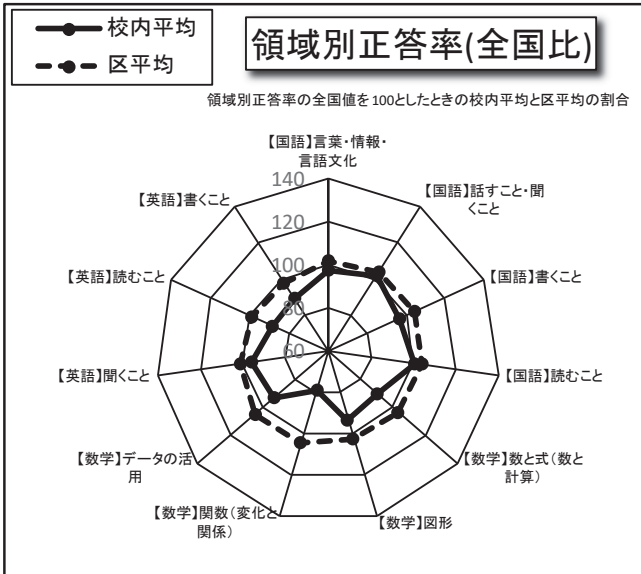 校内平均
区平均
領域別正答率(全国比)
領域別正答率の全国値を100としたときの校内平均と区平均の割合
【国語】言葉・情報・
言語文化
【国語】話すこと・聞
くこと
【国語】書くこと
【国語】読むこと
【数学】数と式(数と
計算)
【数学】図形
【数学】関数(変化と
関係)
【数学】データの活
用
【英語】聞くこと
【英語】読むこと
【英語】書くこと
140
120
100
80
60